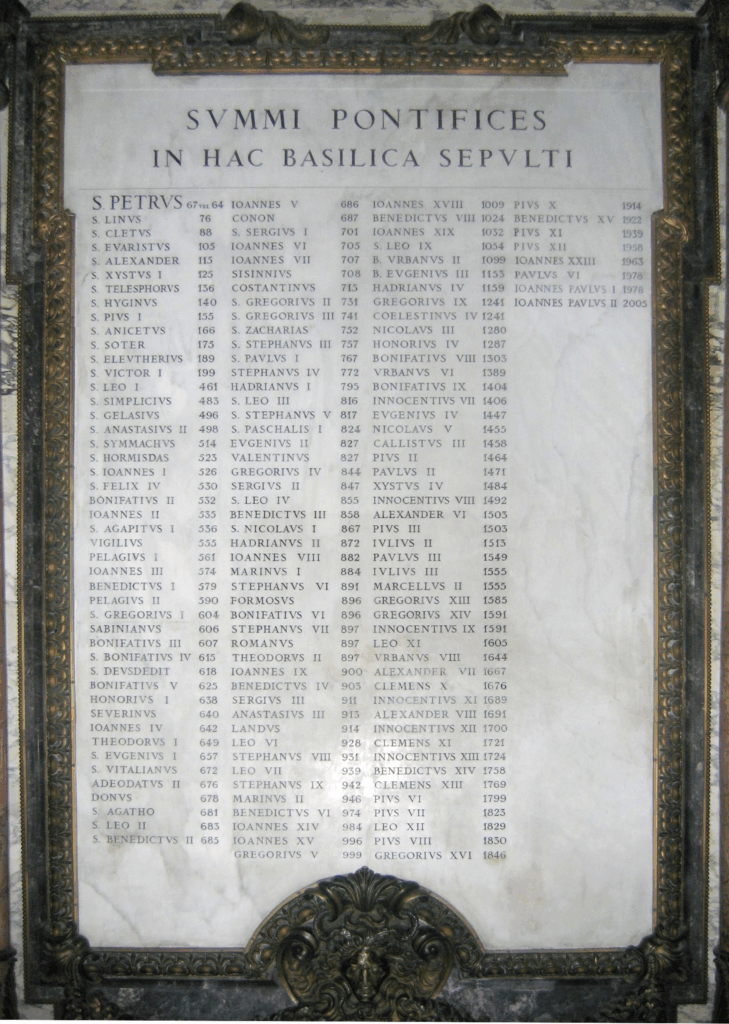 SVMMI PONTIFICES
IN HAC BASILICA SEPVLTI
S. PETRVS 67 VEL 64
S. LINVS 76
S. CLETVS 88
S. EVARISTVS 105
S. ALEXANDER 115
S. XYSTVS I 125
S. TELESPHORVS 136
S. HYGINVS 140
S. PIVS I 155
S. ANICETVS 166
S. SOTER 175
S. ELEVTHERIVS 189
S. VICTOR I 199
S. LEO I 461
S. SIMPLICIVS 483
S. GELASIVS 496
S. ANASTASIVS II 498
S. SYMMACHVS 514
S. HORMISDAS 523
S. IOANNES I 526
S. FELIX IV 530
BONIFATIVS II 532
IOANNES II 535
S. AGAPITVS I 536
VIGILIVS 555
PELAGIVS I 561
IOANNES III 574
BENEDICTVS I 579
PELAGIVS II 590
S. GREGORIVS I 604
SABINIANVS 606
BONIFATIVS III 607
S. BONIFATIVS IV 615
S. DEVSDEDIT 618
BONIFATIVS V 625
HONORIVS I 638
SEVERINVS 640
IOANNES IV 642
THEODORVS I 649
S. EVGENIVS I 657
S. VITALIANVS 672
ADEODATVS II 676
DONVS 678
S. AGATHO 681
S. LEO II 683
S. BENEDICTVS II 685
IOANNES V 686
CONON 687
S. SERGIVS I 701
IOANNES VI 705
IOANNES VII 707
SISINNIVS 708
COSTANTINVS 715
S. GREGORIVS II 731
S. GREGORIVS III 741
S. ZACHARIAS 752
S. STEPHANVS III 757
S. PAVLVS I 767
STEPHANVS IV 772
HADRIANVS I 795
S. LEO III 816
S. STEPHANVS V 817
S. PASCHALIS I 824
EVGENIVS II 827
VALENTINVS 827
GREGORIVS IV 844
SERGIVS II 847
S. LEO IV 855
BENEDICTVS III 858
S. NICOLAVS I 867
HADRIANVS II 872
IOANNES VIII 882
MARINVS I 884
STEPHANVS VI 891
FORMOSVS 896
BONIFATIVS VI 896
STEPHANVS VII 897
ROMANVS 897
THEODORVS II 897
IOANNES IX 900
BENEDICTVS IV 903
SERGIVS III 911
ANASTASIVS III 913
LANDVS 914
LEO VI 928
STEPHANVS VIII 931
LEO VII 939
STEPHANVS IX 942
MARINVS II 946
BENEDICTVS VI 974
IOANNES XIV 984
IOANNES XV 996
GREGORIVS V 999
IOANNES XVIII 1009
BENEDICTVS VIII 1024
IOANNES XIX 1032
S. LEO IX 1054
B. VRBANVS II 1099
B. EVGENIVS III 1153
HADRIANVS IV 1159
GREGORIVS IX 1241
COELESTINVS IV 1241
NICOLAVS III 1280
HONORIVS IV 1287
BONIFATIVS VIII 1303
VRBANVS VI 1389
BONIFATIVS IX 1404
INNOCENTIVS VII 1406
EVGENIVS IV 1447
NICOLAVS V 1455
CALLISTVS III 1458
PIVS II 1464
PAVLVS II 1471
XYSTVS IV 1484
INNOCENTIVS VIII 1492
ALEXANDER VI 1503
PIVS III 1503
IVLIVS II 1513
PAVLVS III 1549
IVLIVS III 1555
MARCELLVS II 1555
GREGORIVS XIII 1585
GREGORIVS XIV 1591
INNOCENTIVS IX 1591
LEO XI 1605
VRBANVS VIII 1644
ALEXANDER VII 1667
CLEMENS X 1676
INNOCENTIVS XI 1689
ALEXANDER VIII 1691
INNOCENTIVS XII 1700
CLEMENS XI 1721
INNOCENTIVS XIII 1724
BENEDICTVS XIV 1758
CLEMENS XIII 1769
PIVS VI 1799
PIVS VII 1823
LEO XII 1829
PIVS VIII 1830
GREGORIVS XVI 1846
PIVS X 1914
BENEDICTVS XV 1922
PIVS XI 1939
PIVS XII 1958
IOANNES XXIII 1963
PAVLVS VI 1978
IOANNES PAVLVS I 1978
IOANNES PAVLVS II 2005